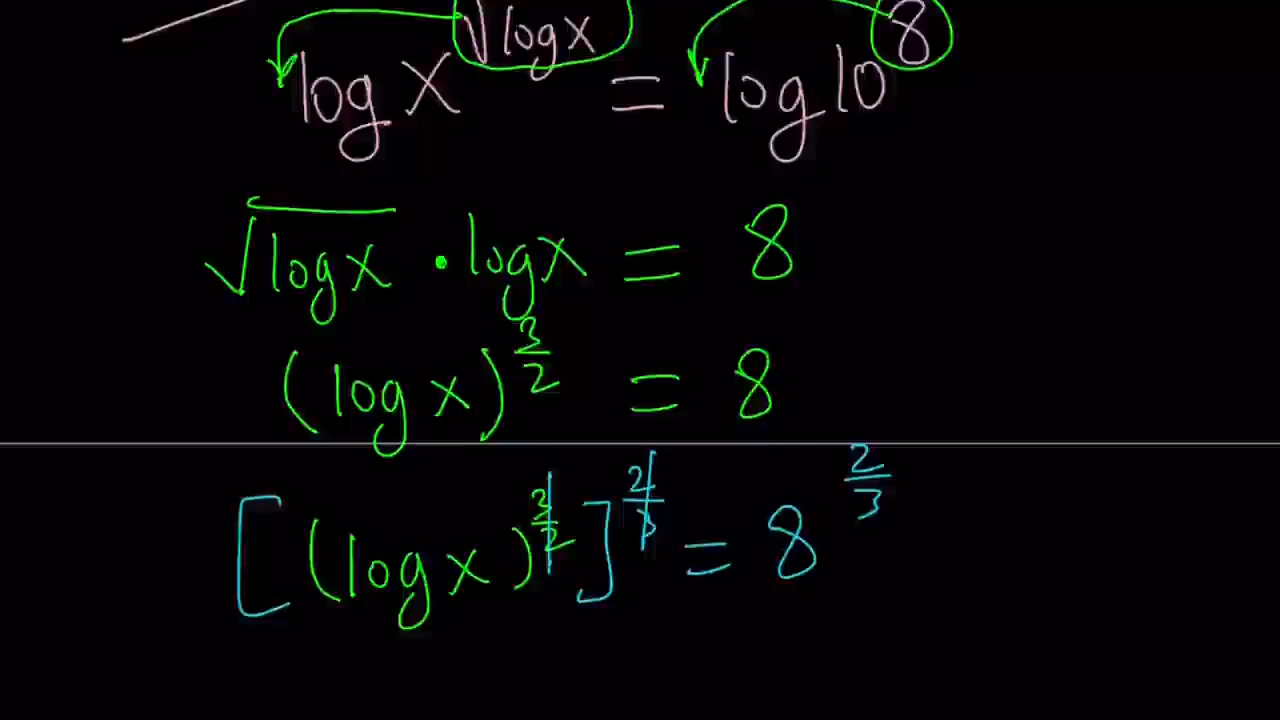 log x^√(log x) = log 10^8
√(log x) · log x = 8
(log x)^(3/2) = 8
[(log x)^(3/2)]^(2/3) = 8^(2/3)